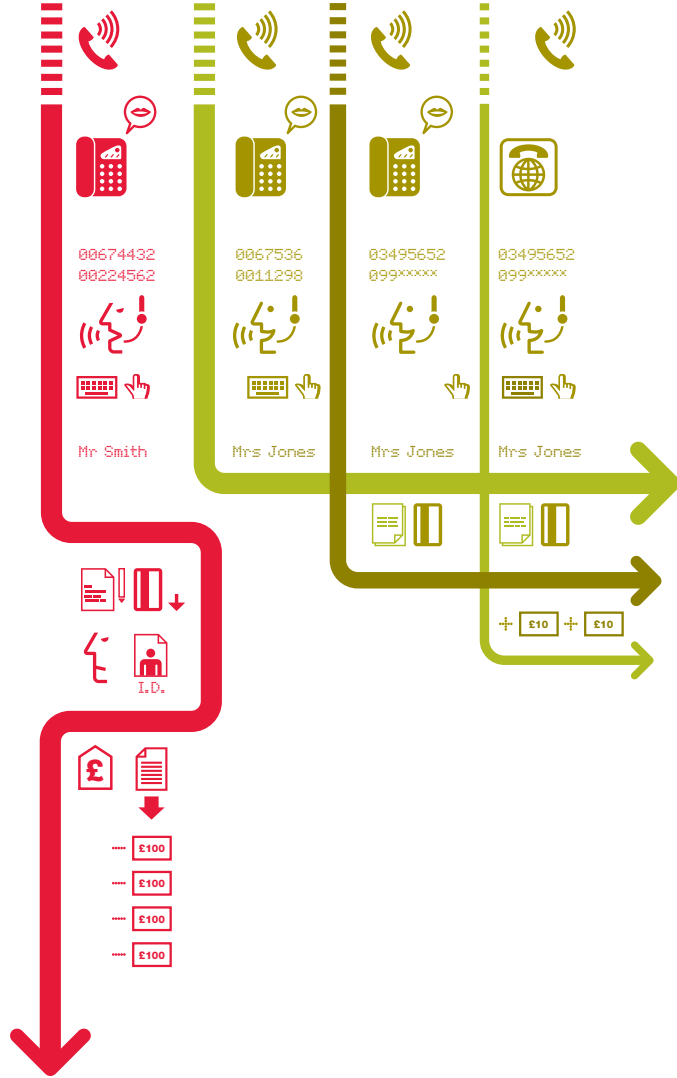 00674432
00224562
0067536
0011298
03495652
099xxxxx
03495652
099xxxxx
Mr Smith
Mrs Jones
Mrs Jones
Mrs Jones
£10
£10
I.D.
£
£100
£100
£100
£100